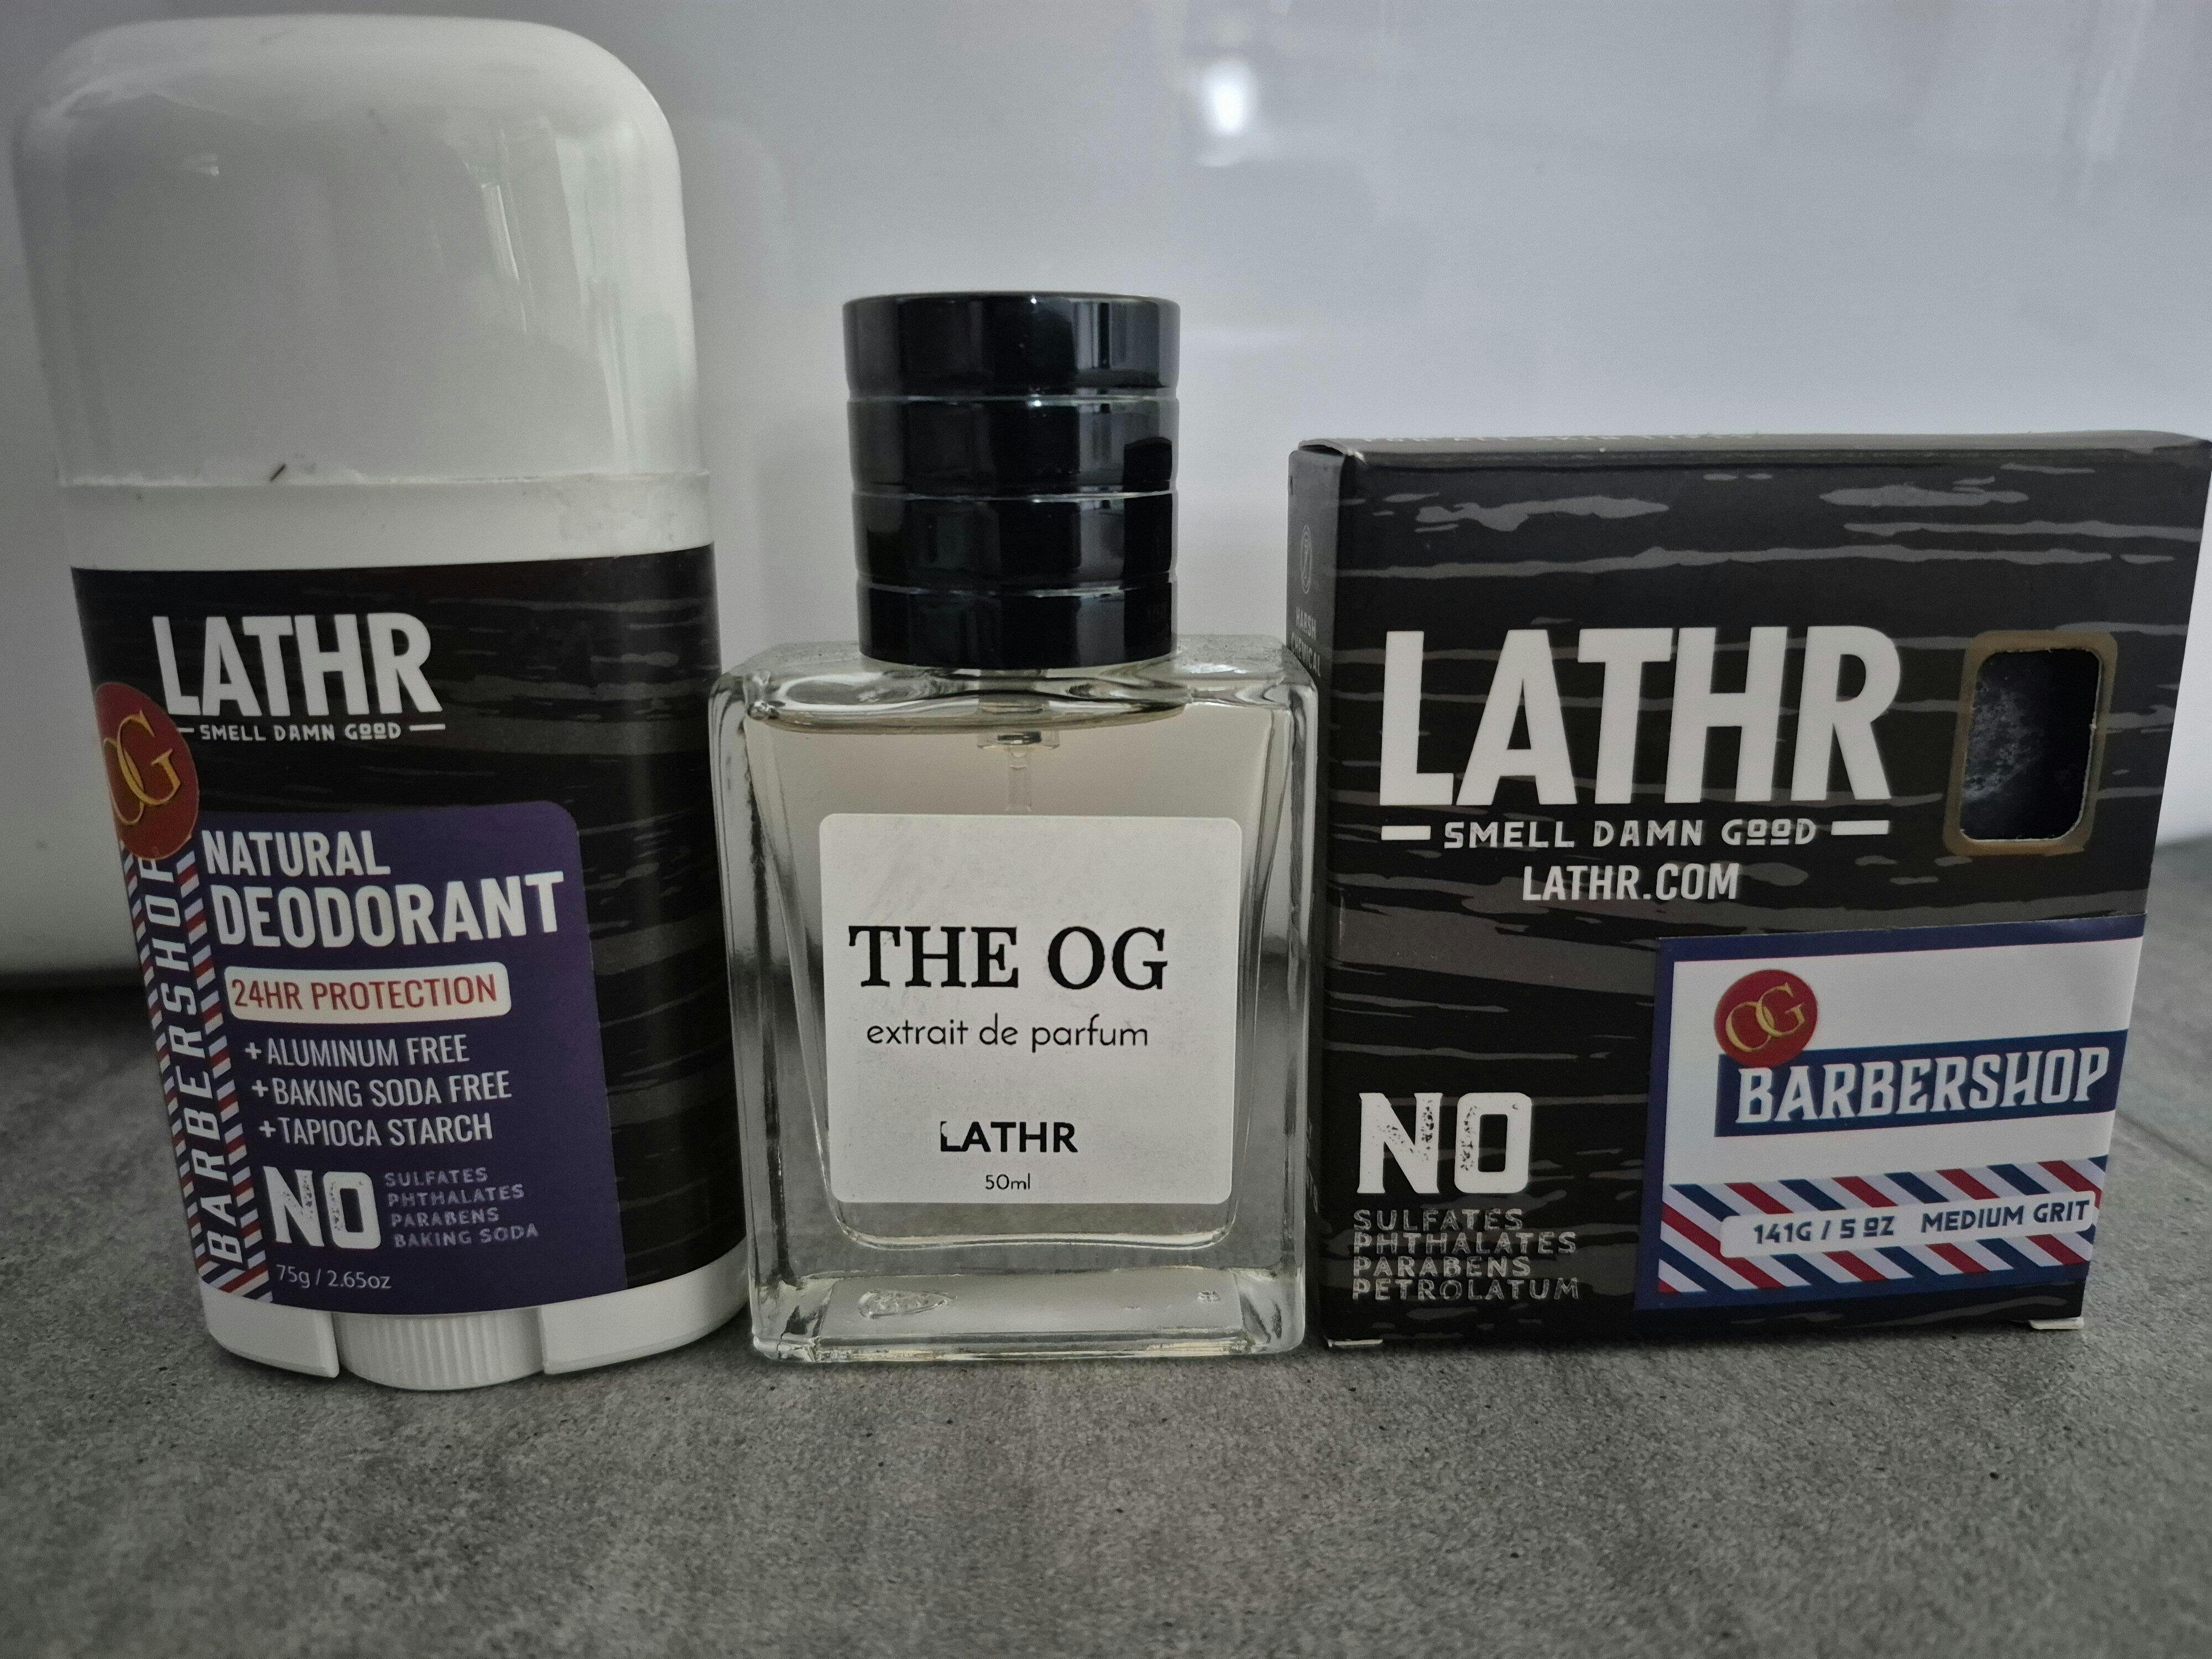 LATHR
SMELL DAMN GOOD
OG
BARBERSHOP
NATURAL
DEODORANT
24HR PROTECTION
+ALUMINUM FREE
+BAKING SODA FREE
+TAPIOCA STARCH
NO
SULFATES
PHTHALATES
PARABENS
BAKING SODA
75g / 2.65oz
THE OG
extrait de parfum
LATHR
50ml
HARSH
CHEMICAL
LATHR
SMELL DAMN GOOD
LATHR.COM
OG
BARBERSHOP
141G / 5 OZ MEDIUM GRIT
NO
SULFATES
PHTHALATES
PARABENS
PETROLATUM